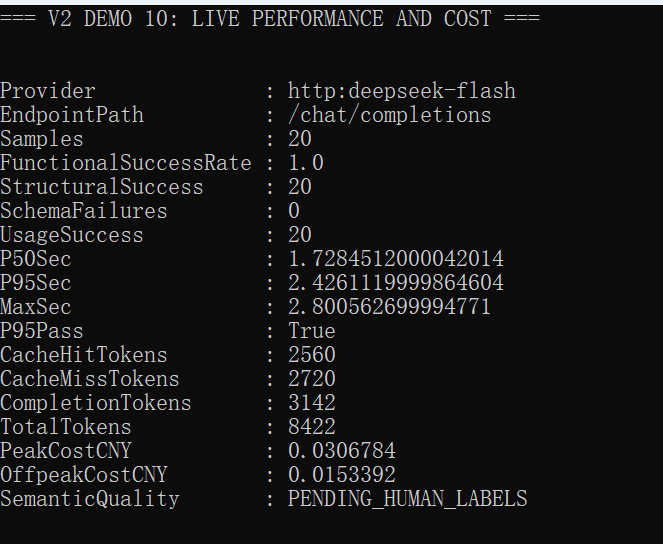 === V2 DEMO 10: LIVE PERFORMANCE AND COST ===
Provider : http:deepseek-flash
EndpointPath : /chat/completions
Samples : 20
FunctionalSuccessRate : 1.0
StructuralSuccess : 20
SchemaFailures : 0
UsageSuccess : 20
P50Sec : 1.7284512000042014
P95Sec : 2.4261119999864604
MaxSec : 2.800562699994771
P95Pass : True
CacheHitTokens : 2560
CacheMissTokens : 2720
CompletionTokens : 3142
TotalTokens : 8422
PeakCostCNY : 0.0306784
OffpeakCostCNY : 0.0153392
SemanticQuality : PENDING_HUMAN_LABELS